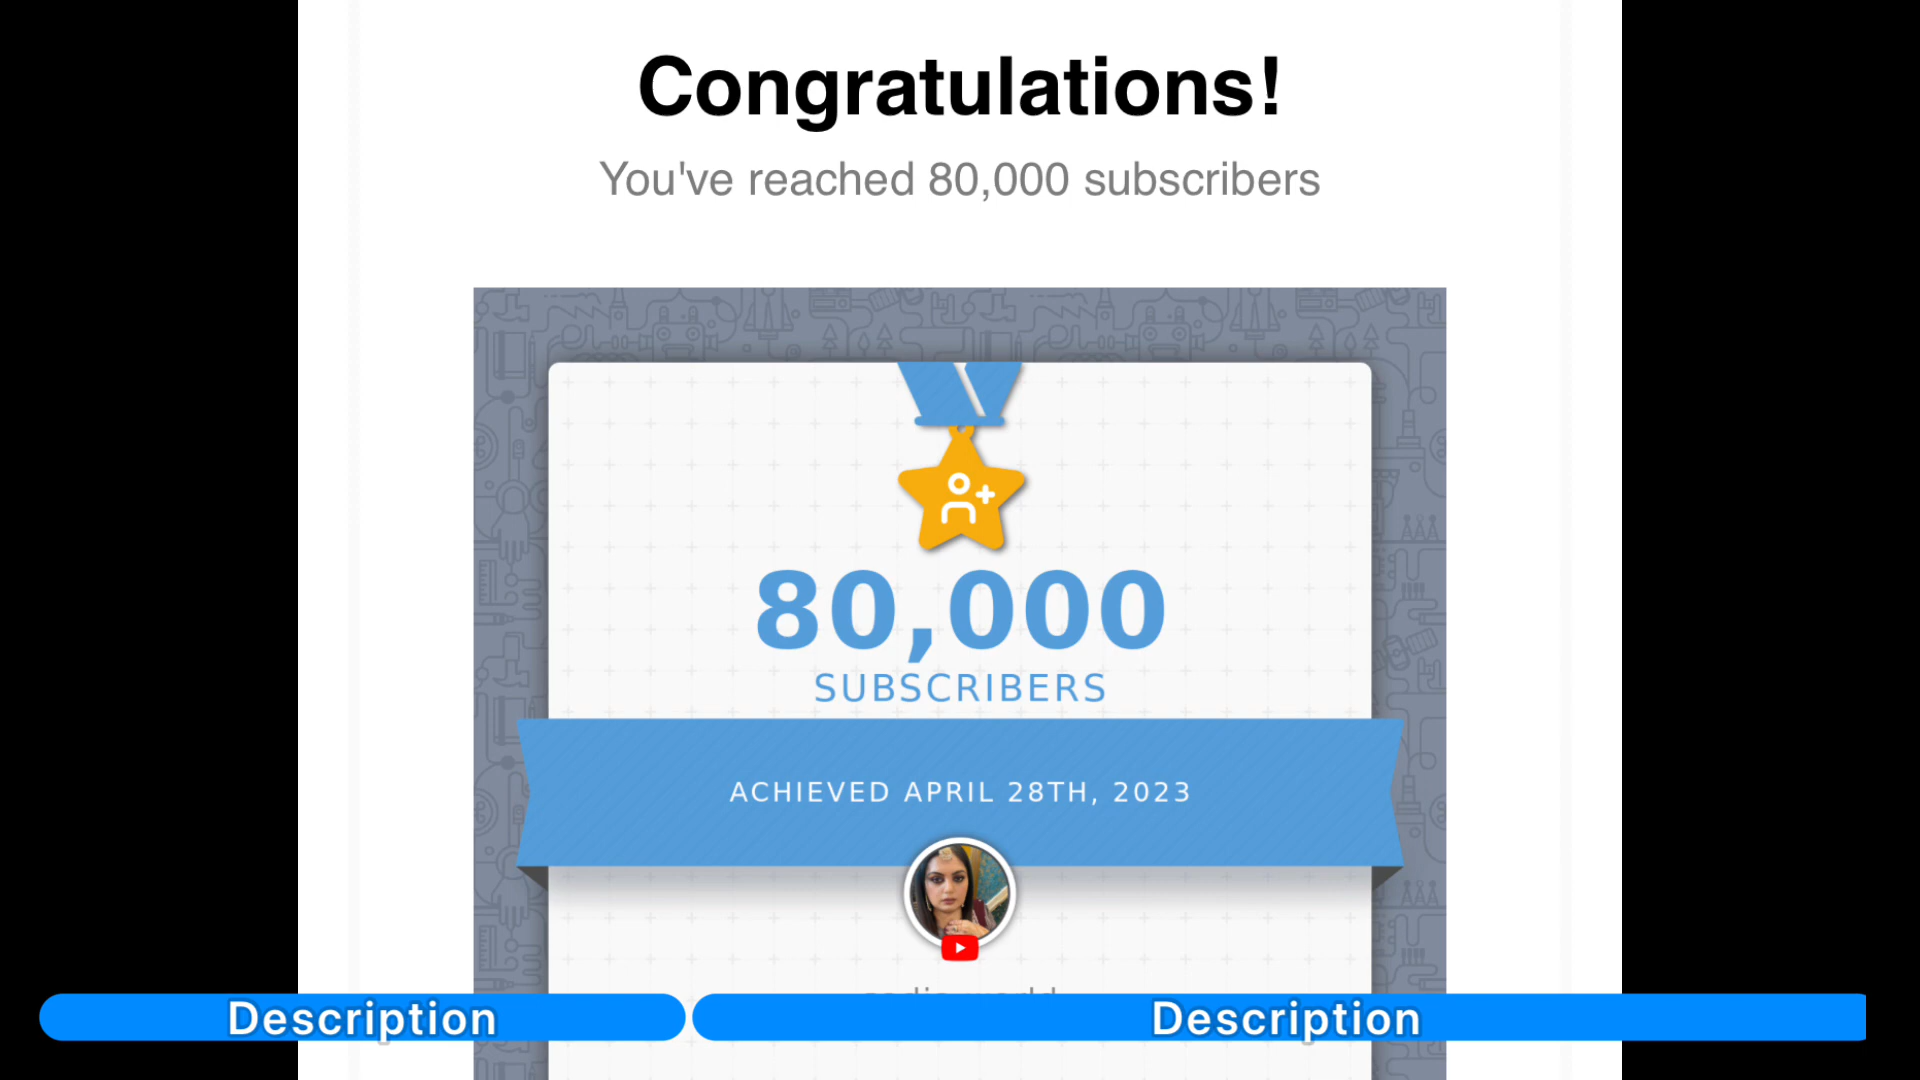 Congratulations!
You've reached 80,000 subscribers
80,000
SUBSCRIBERS
ACHIEVED APRIL 28TH, 2023
Description
Description